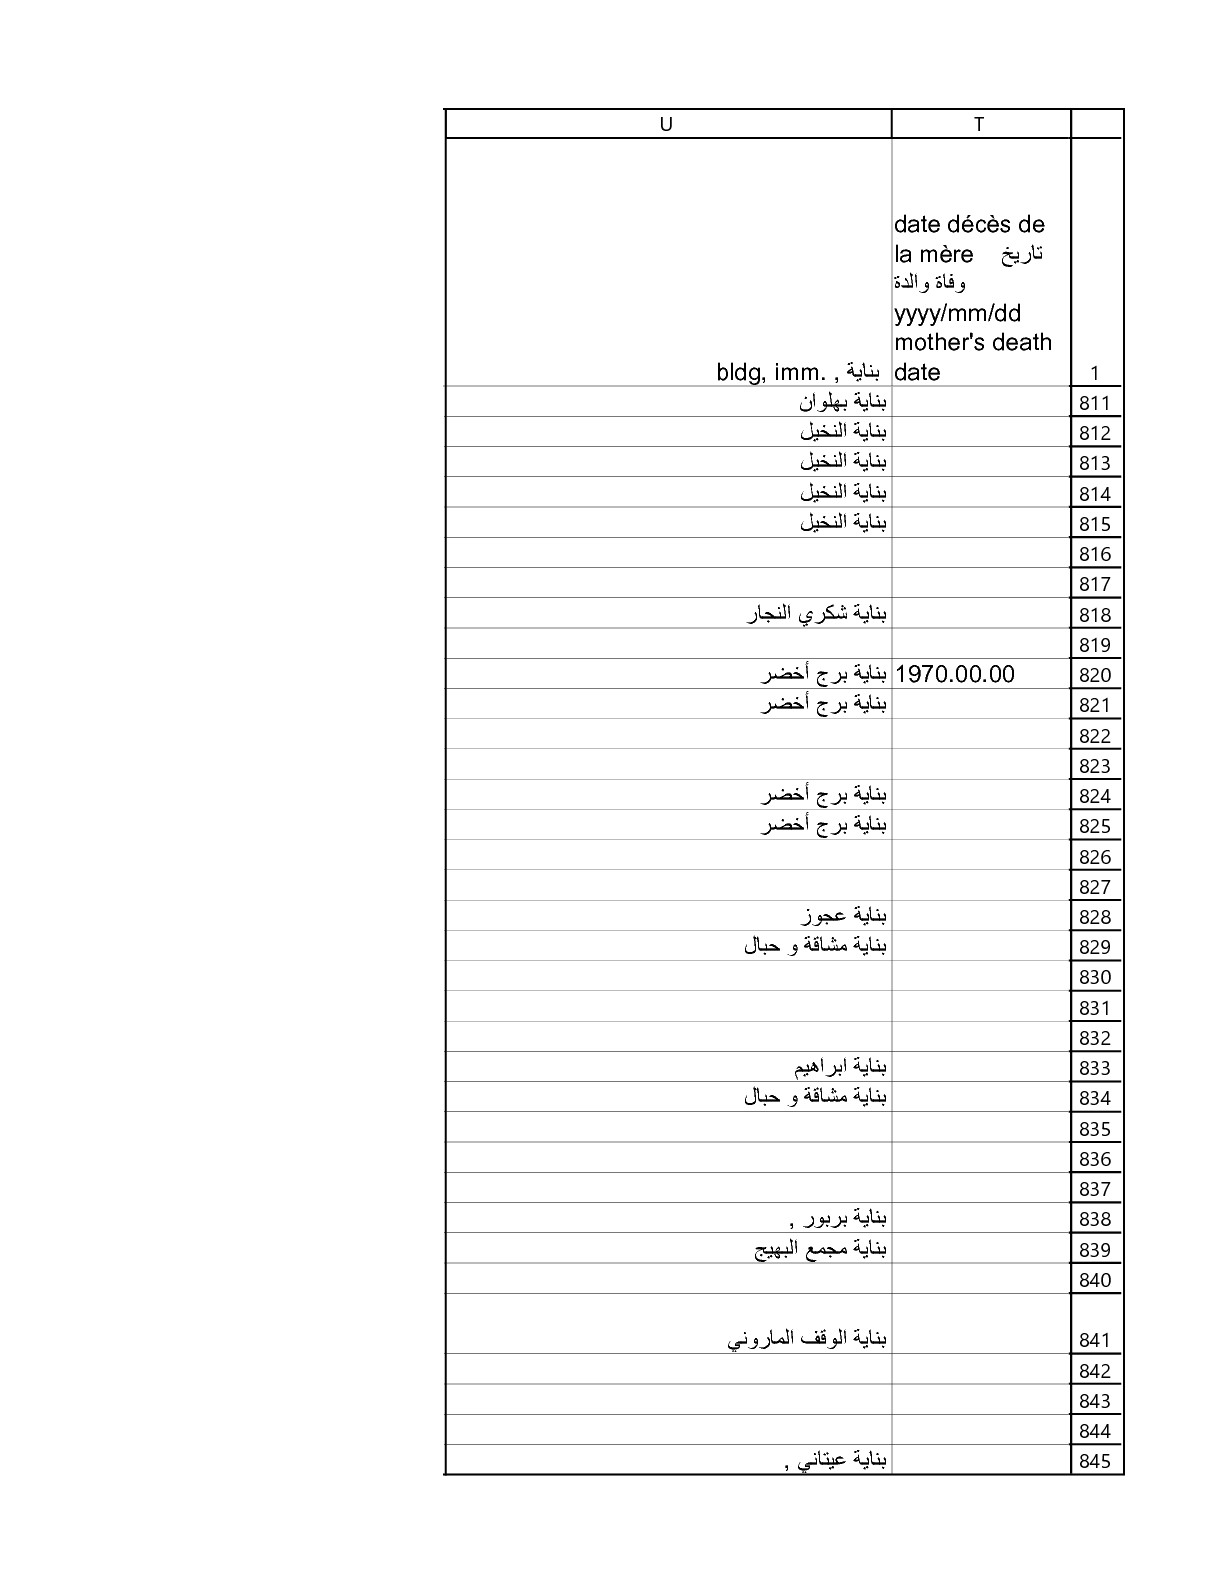 T U
date décès de
la mère تاريخ
وفاة والدة
yyyy/mm/dd
mother's death
1 date بناية , .bldg, imm
811 بناية بهلوان
812 بناية النخيل
813 بناية النخيل
814 بناية النخيل
815 بناية النخيل
816
817
818 بناية شكري النجار
819
820 1970.00.00 بناية برج أخضر
821 بناية برج أخضر
822
823
824 بناية برج أخضر
825 بناية برج أخضر
826
827
828 بناية عجوز
829 بناية مشاقة و حبال
830
831
832
833 بناية ابراهيم
834 بناية مشاقة و حبال
835
836
837
838 بناية بربور ,
839 بناية مجمع البهيج
840
841 بناية الوقف الماروني
842
843
844
845 بناية عيتاني ,